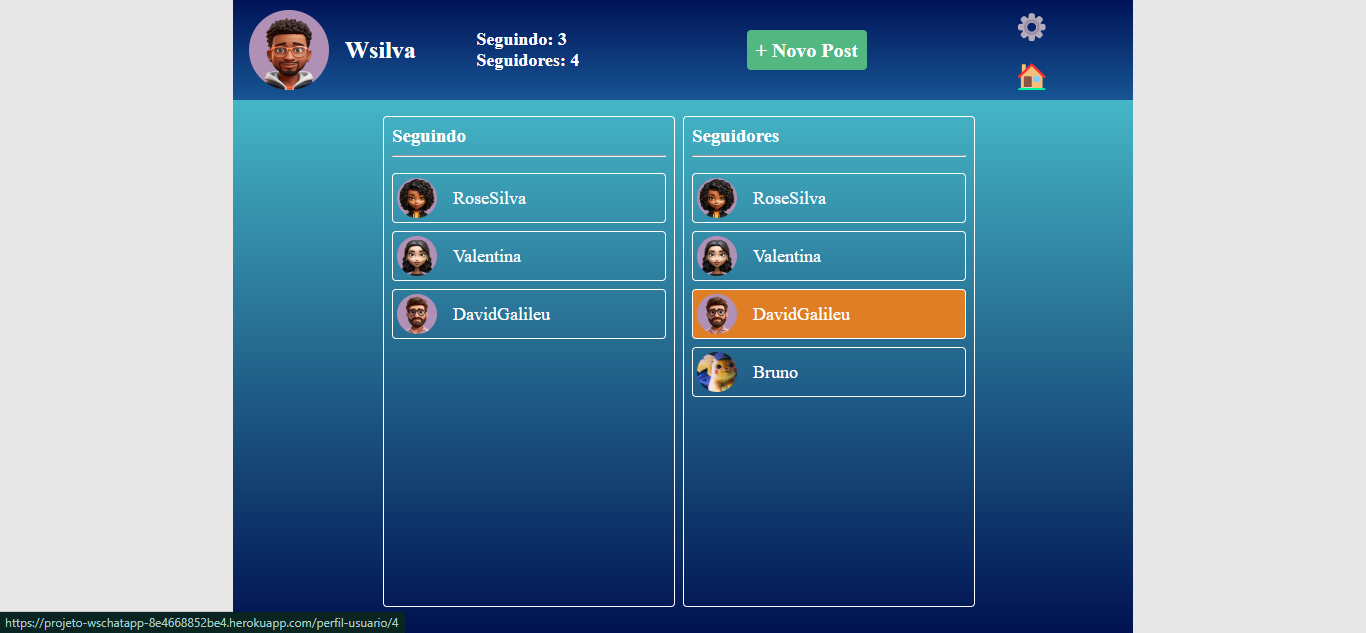 Wsilva
Seguindo: 3
Seguidores: 4
+ Novo Post
Seguindo
RoseSilva
Valentina
DavidGalileu
Seguidores
RoseSilva
Valentina
DavidGalileu
Bruno
https://projeto-wschatapp-8e4668852be4.herokuapp.com/perfil-usuario/4